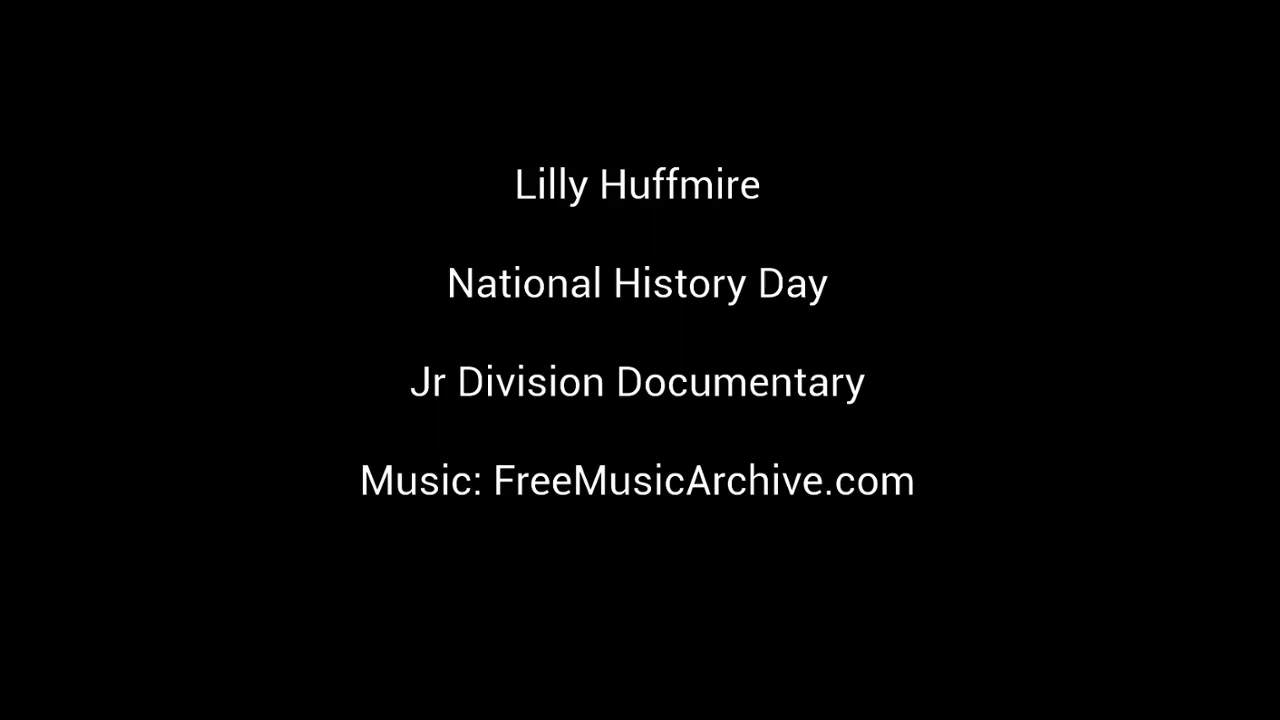 Lilly Huffmire
National History Day
Jr Division Documentary
Music: FreeMusicArchive.com